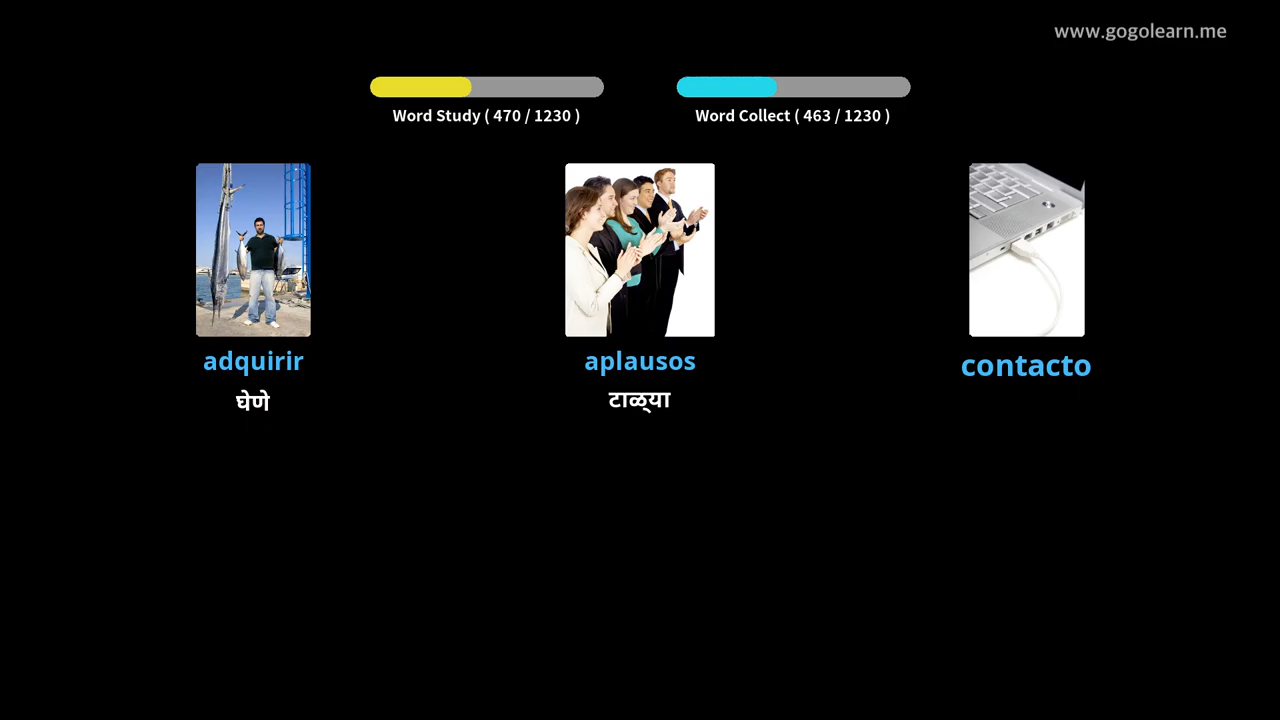 www.gogolearn.me
Word Study ( 470 / 1230 )
Word Collect ( 463 / 1230 )
adquirir
घेणे
aplausos
टाळ्या
contacto